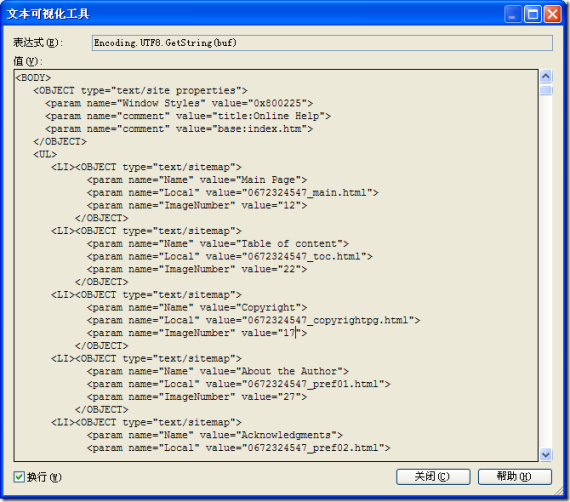 文本可视化工具
表达式(E): Encoding.UTF8.GetString(buf)
值(V):
<BODY>
   <OBJECT type="text/site properties">
     <param name="Window Styles" value="0x800225">
     <param name="comment" value="title:Online Help">
     <param name="comment" value="base:index.htm">
   </OBJECT>
   <UL>
      <LI><OBJECT type="text/sitemap">
            <param name="Name" value="Main Page">
            <param name="Local" value="0672324547_main.html">
            <param name="ImageNumber" value="12">
          </OBJECT>
      <LI><OBJECT type="text/sitemap">
            <param name="Name" value="Table of content">
            <param name="Local" value="0672324547_toc.html">
            <param name="ImageNumber" value="22">
          </OBJECT>
      <LI><OBJECT type="text/sitemap">
            <param name="Name" value="Copyright">
            <param name="Local" value="0672324547_copyrightpg.html">
            <param name="ImageNumber" value="17">
          </OBJECT>
      <LI><OBJECT type="text/sitemap">
            <param name="Name" value="About the Author">
            <param name="Local" value="0672324547_pref01.html">
            <param name="ImageNumber" value="27">
          </OBJECT>
      <LI><OBJECT type="text/sitemap">
            <param name="Name" value="Acknowledgments">
            <param name="Local" value="0672324547_pref02.html">
换行(W) 关闭(C) 帮助(H)